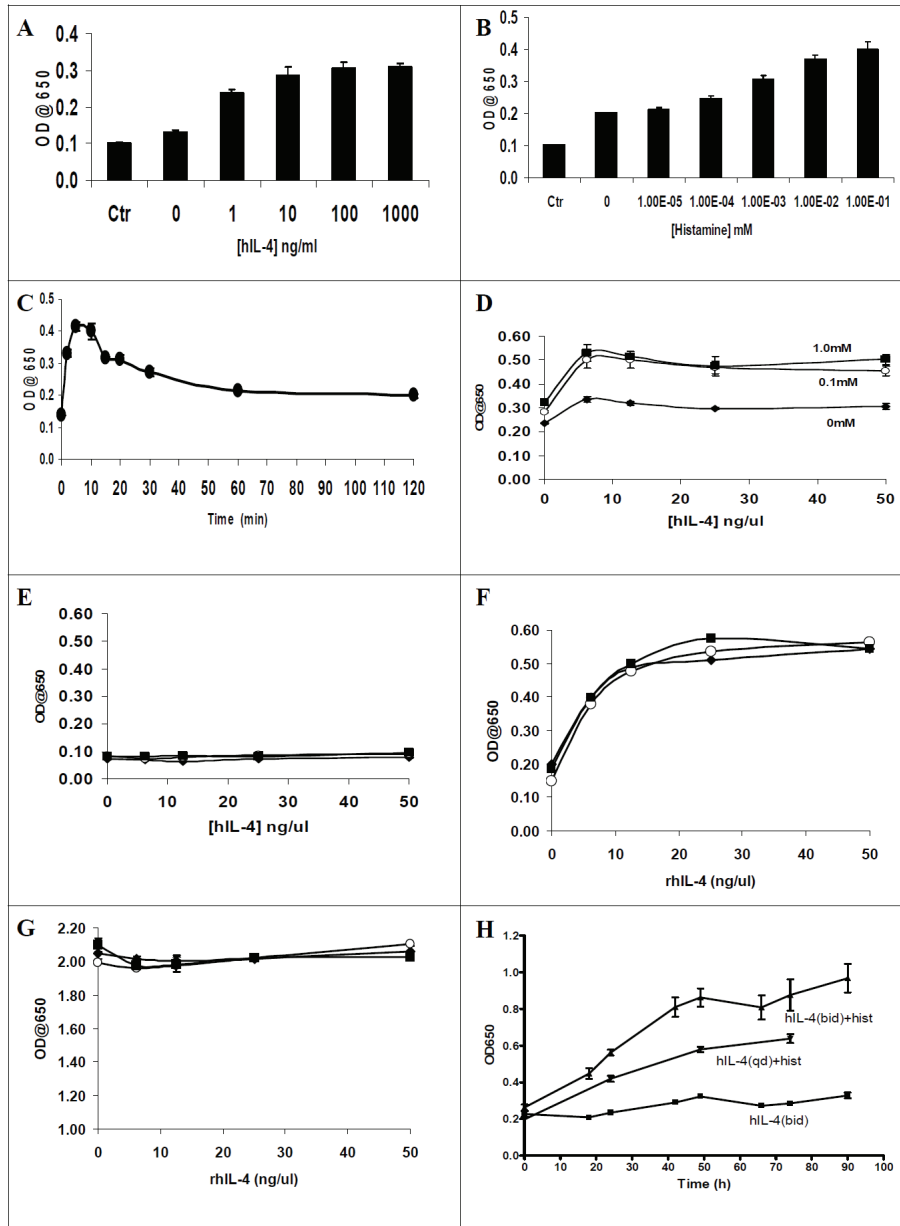 A
OD@650
0.4
0.3
0.2
0.1
0.0
Ctr 0 1 10 100 1000
[hIL-4] ng/ml
B
OD@650
0.5
0.4
0.3
0.2
0.1
0.0
Ctr 0 1.00E-05 1.00E-04 1.00E-03 1.00E-02 1.00E-01
[Histamine] mM
C
OD@650
0.5
0.4
0.3
0.2
0.1
0.0
0 10 20 30 40 50 60 70 80 90 100 110 120
Time (min)
D
OD@650
0.60
0.50
0.40
0.30
0.20
0.10
0.00
1.0mM
0.1mM
0mM
0 10 20 30 40 50
[hIL-4] ng/ul
E
OD@650
0.60
0.50
0.40
0.30
0.20
0.10
0.00
0 10 20 30 40 50
[hIL-4] ng/ul
F
OD@650
0.60
0.50
0.40
0.30
0.20
0.10
0.00
0 10 20 30 40 50
rhIL-4 (ng/ul)
G
OD@650
2.20
2.00
1.80
1.60
1.40
1.20
1.00
0 10 20 30 40 50
rhIL-4 (ng/ul)
H
OD650
1.2
1.0
0.8
0.6
0.4
0.2
0.0
hIL-4(bid)+hist
hIL-4(qd)+hist
hIL-4(bid)
0 10 20 30 40 50 60 70 80 90 100
Time (h)